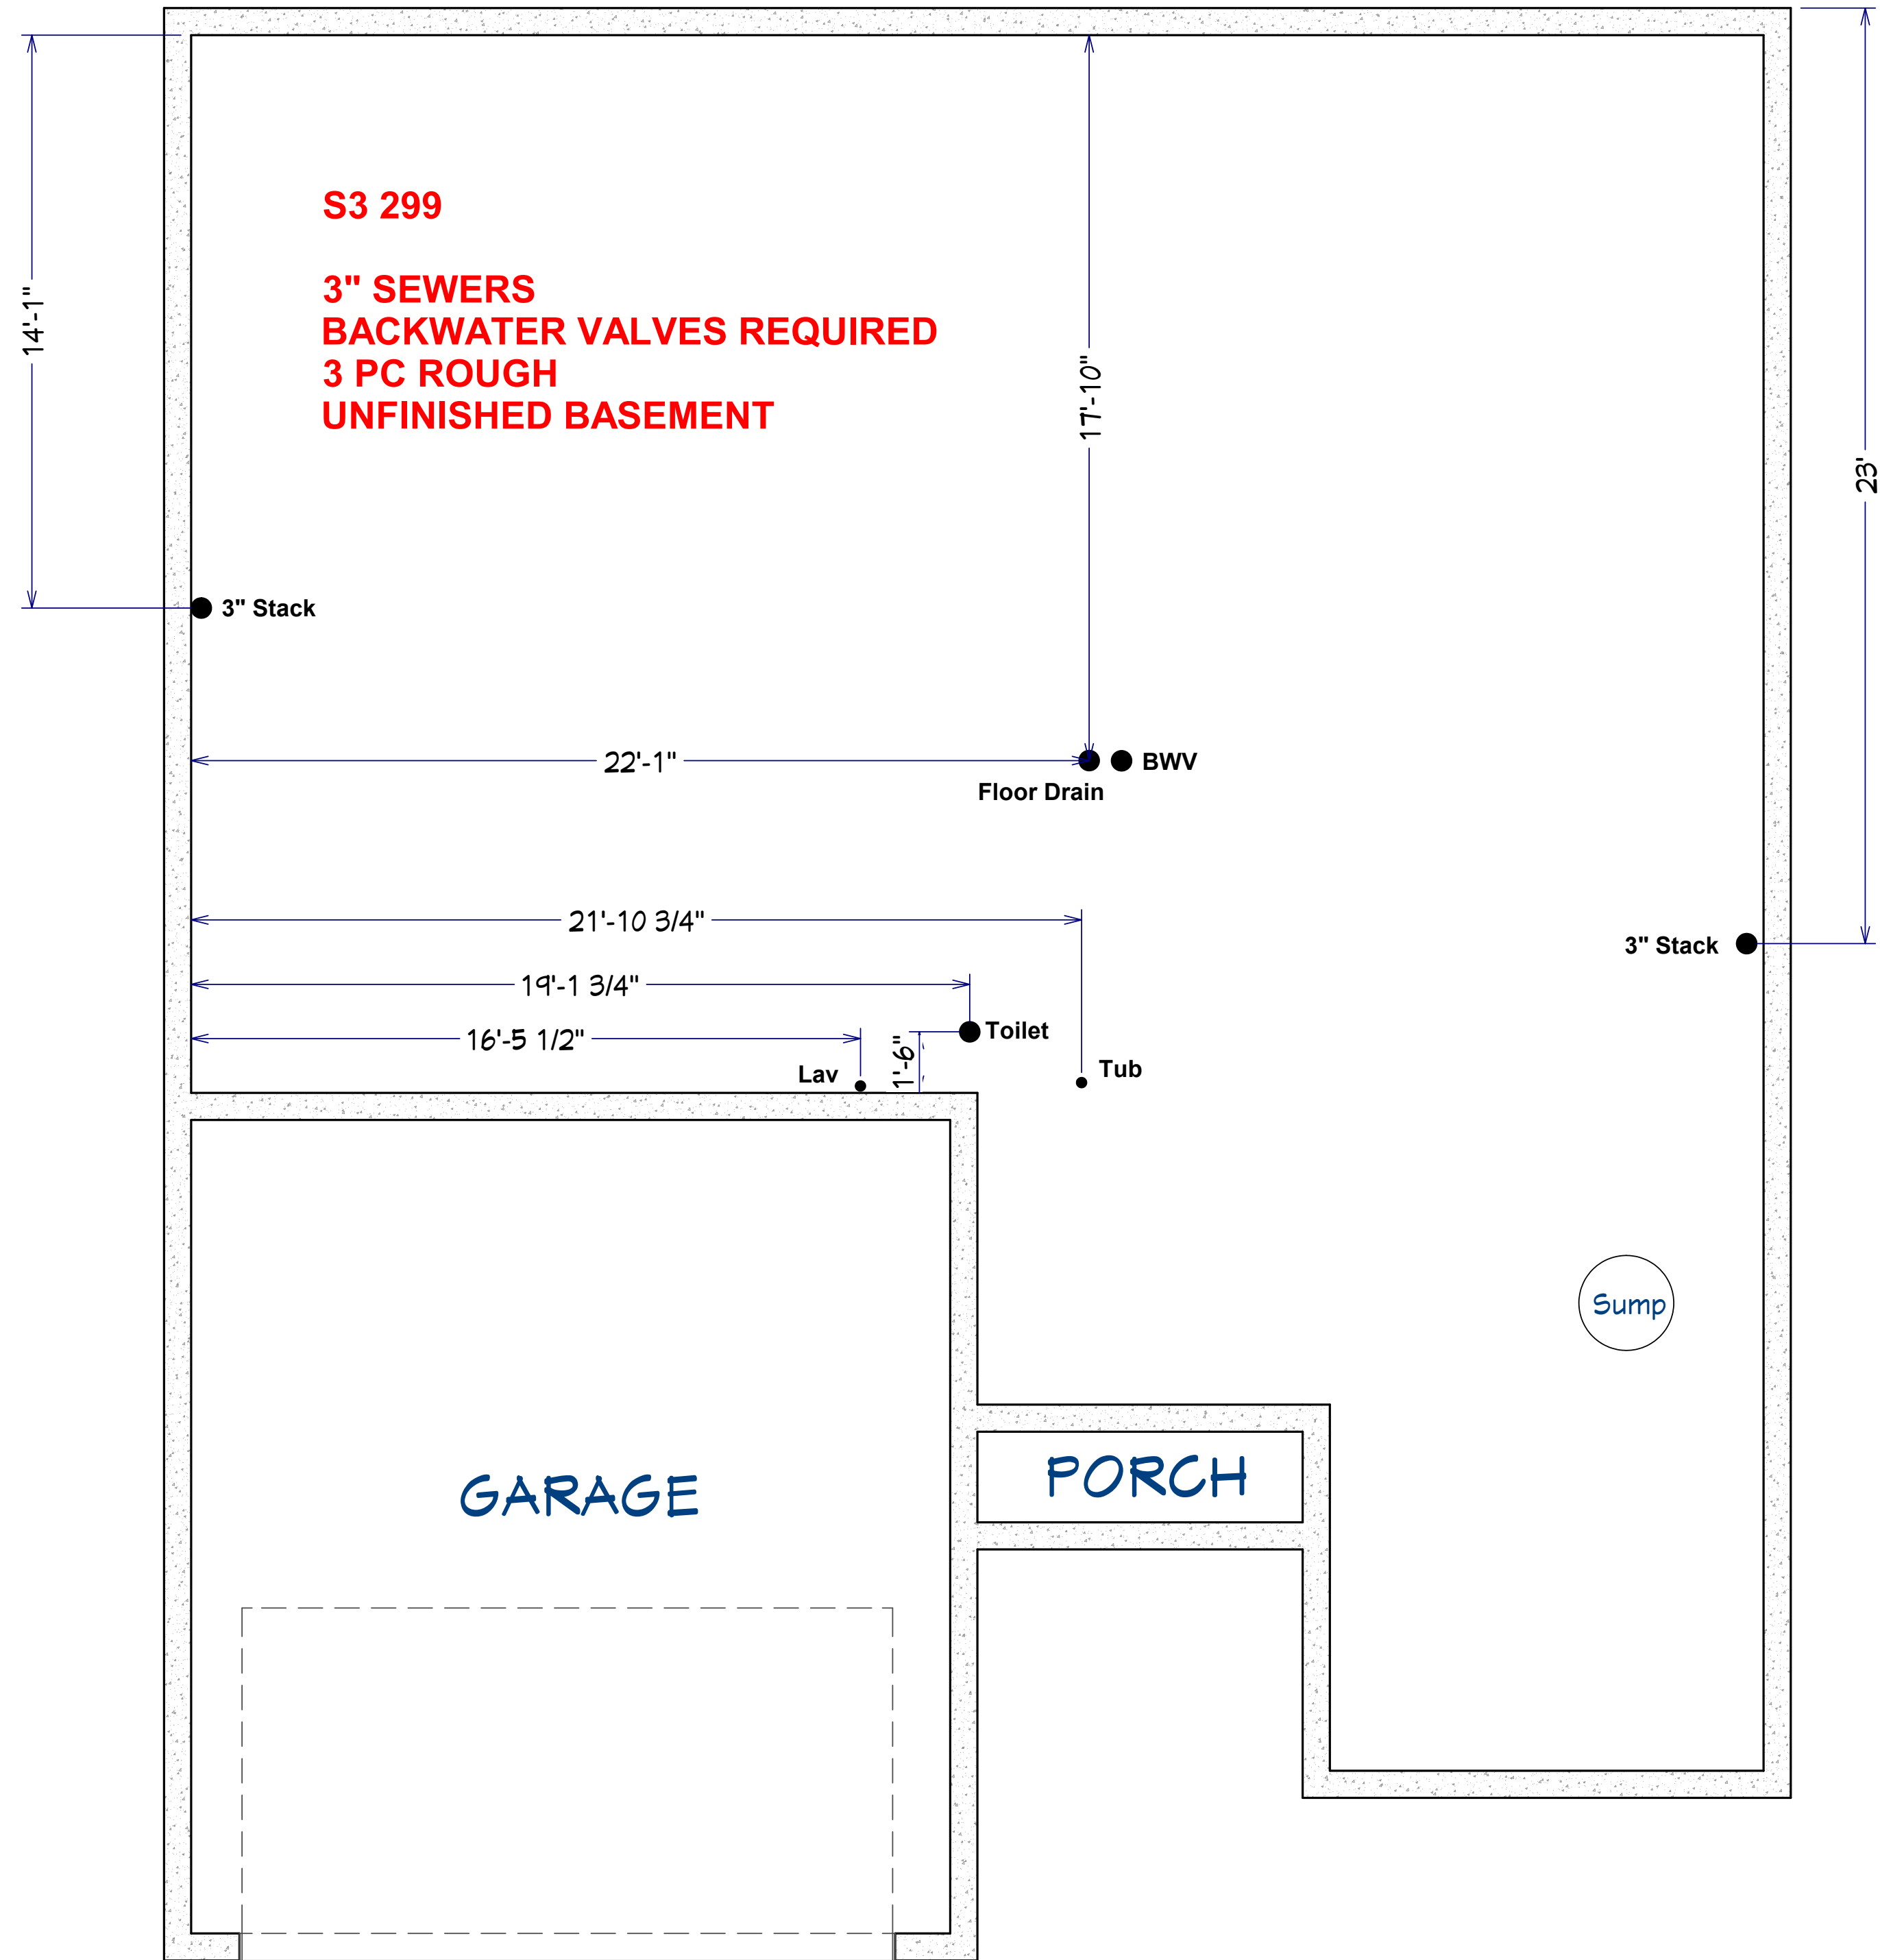 S3 299
3" SEWERS
BACKWATER VALVES REQUIRED
3 PC ROUGH
UNFINISHED BASEMENT
14'-1"
17'-10"
23'
3" Stack
22'-1"
BWV
Floor Drain
21'-10 3/4"
3" Stack
19'-1 3/4"
16'-5 1/2"
1'-6"
Toilet
Lav
Tub
Sump
GARAGE
PORCH